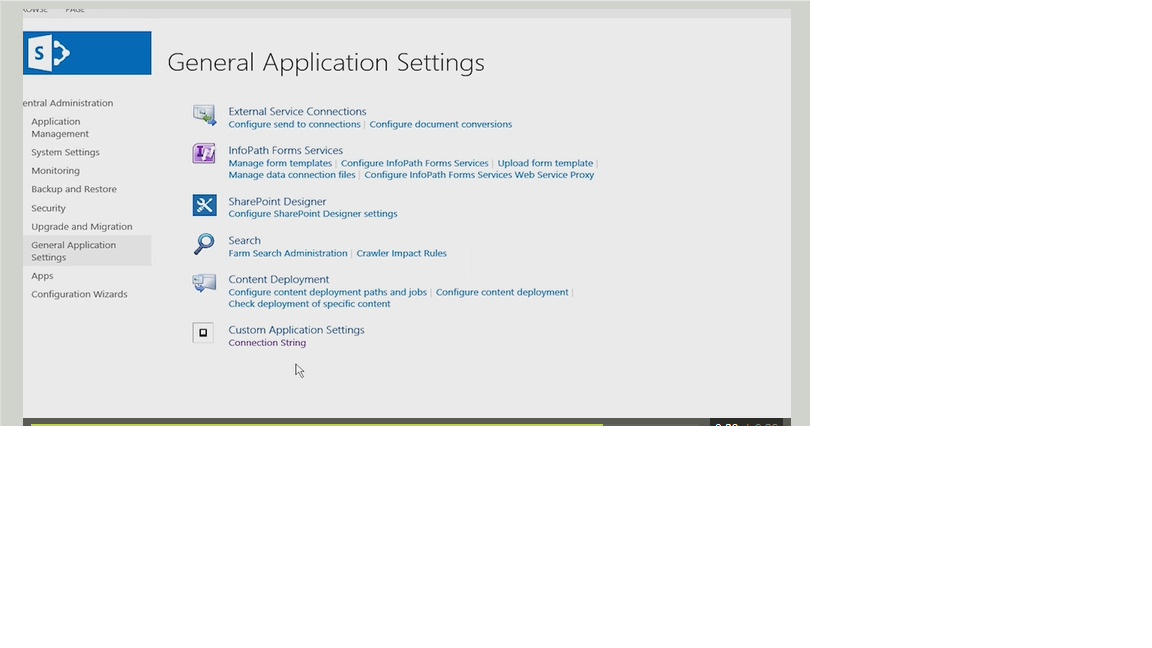 PAGE
S
General Application Settings
entral Administration
Application
Management
System Settings
Monitoring
Backup and Restore
Security
Upgrade and Migration
General Application
Settings
Apps
Configuration Wizards
External Service Connections
Configure send to connections | Configure document conversions
InfoPath Forms Services
Manage form templates | Configure InfoPath Forms Services | Upload form template |
Manage data connection files | Configure InfoPath Forms Services Web Service Proxy
SharePoint Designer
Configure SharePoint Designer settings
Search
Farm Search Administration | Crawler Impact Rules
Content Deployment
Configure content deployment paths and jobs | Configure content deployment |
Check deployment of specific content
Custom Application Settings
Connection String